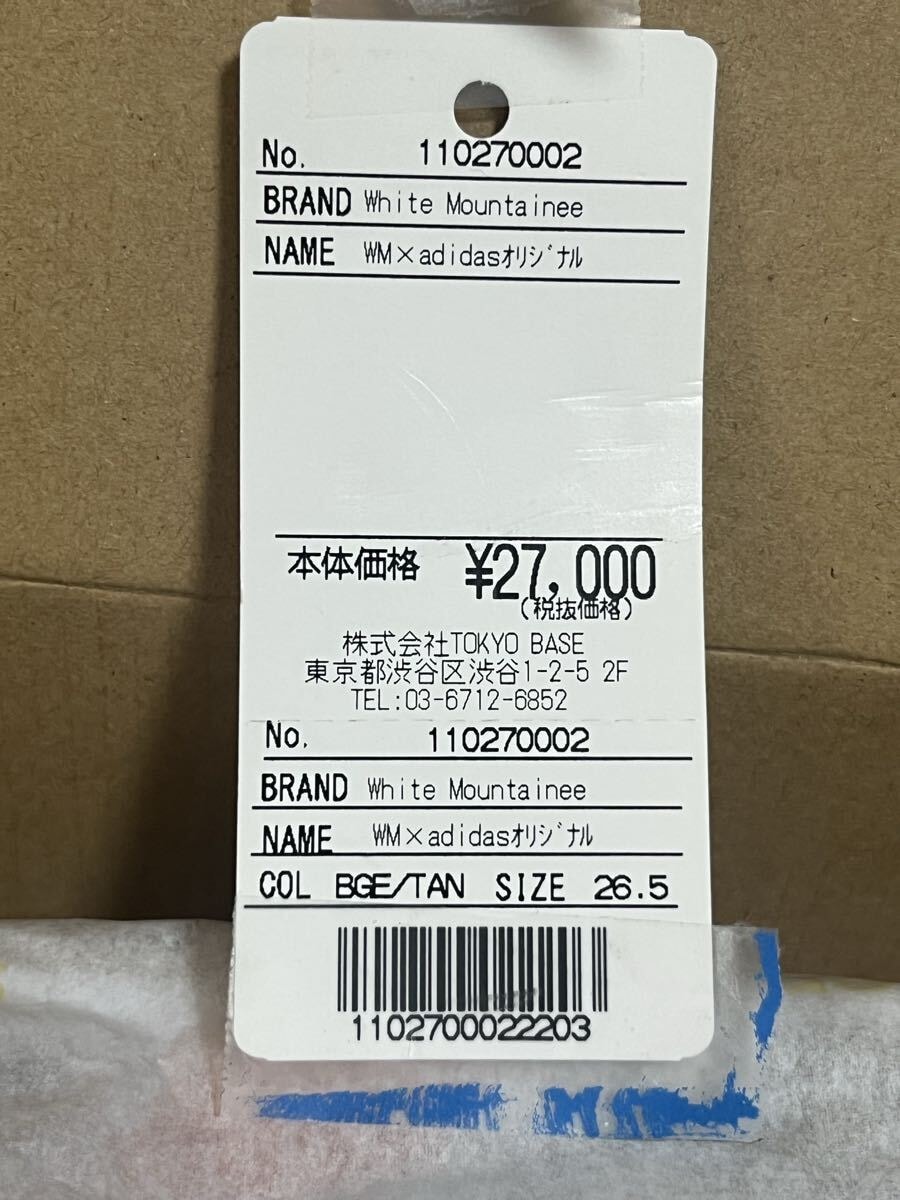 No. 110270002
BRAND White Mountainee
NAME WM×adidasｵﾘｼﾞﾅﾙ
本体価格 ¥27,000
(税抜価格)
株式会社TOKYO BASE
東京都渋谷区渋谷1-2-5 2F
TEL:03-6712-6852
No. 110270002
BRAND White Mountainee
NAME WM×adidasｵﾘｼﾞﾅﾙ
COL BGE/TAN SIZE 26.5
1102700022203